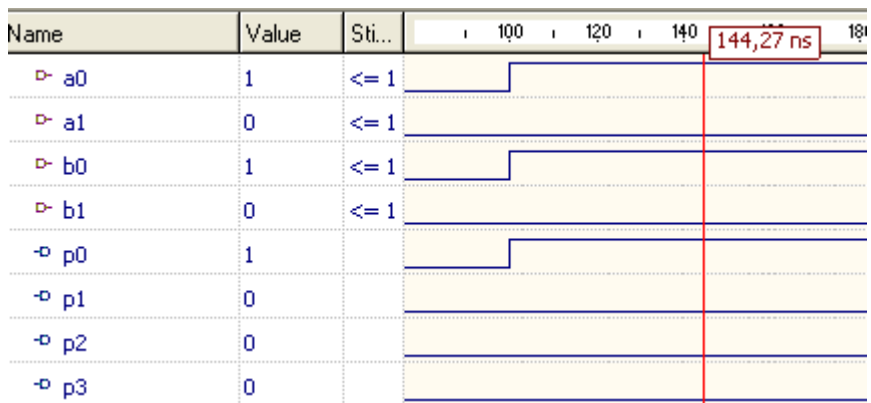 Name Value Sti... 100 120 140 180
144,27 ns
a0 1 <= 1
a1 0 <= 1
b0 1 <= 1
b1 0 <= 1
p0 1
p1 0
p2 0
p3 0